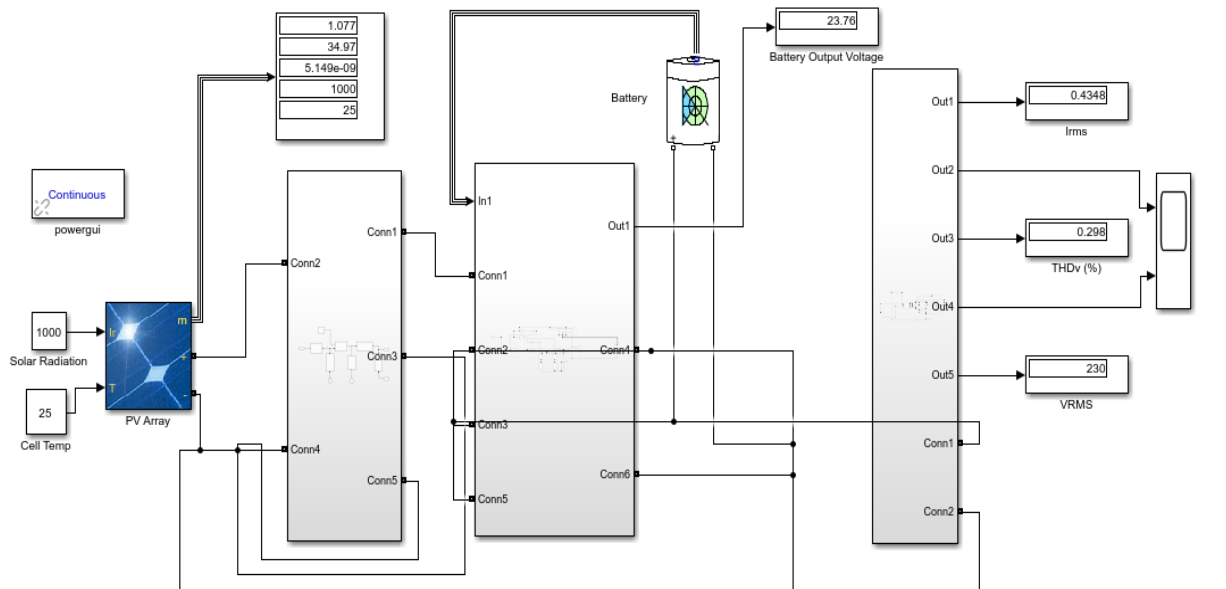 1.077
34.97
5.149e-09
1000
25
23.76
Battery Output Voltage
Battery
Continuous
powergui
1000
Solar Radiation
25
Cell Temp
Ir
T
m
+
-
PV Array
Conn1
Conn2
Conn3
Conn4
Conn5
In1
Out1
Conn1
Conn2
Conn4
Conn3
Conn6
Conn5
+
Out1
Out2
Out3
Out4
Out5
Conn1
Conn2
0.4348
Irms
0.298
THDv (%)
230
VRMS